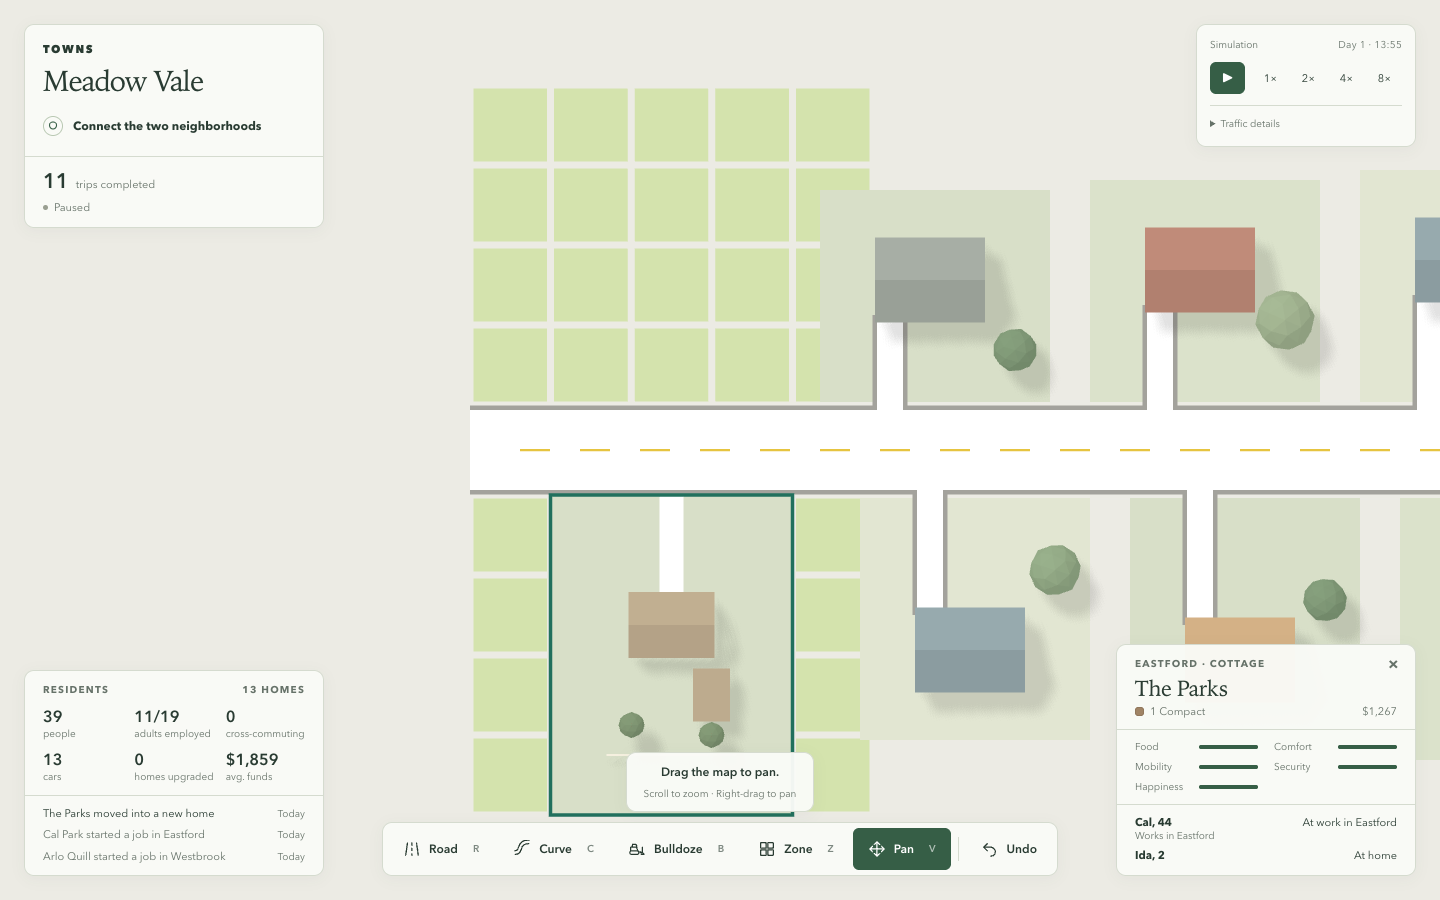 TOWNS
Meadow Vale
Connect the two neighborhoods
11 trips completed
Paused
Simulation Day 1 · 13:55
1× 2× 4× 8×
Traffic details
RESIDENTS 13 HOMES
39 11/19 0
people adults employed cross-commuting
13 0 $1,859
cars homes upgraded avg. funds
The Parks moved into a new home Today
Cal Park started a job in Eastford Today
Arlo Quill started a job in Westbrook Today
Drag the map to pan.
Scroll to zoom · Right-drag to pan
Road R Curve C Bulldoze B Zone Z Pan V Undo
EASTFORD · COTTAGE
The Parks
1 Compact $1,267
Food Comfort
Mobility Security
Happiness
Cal, 44 At work in Eastford
Works in Eastford
Ida, 2 At home